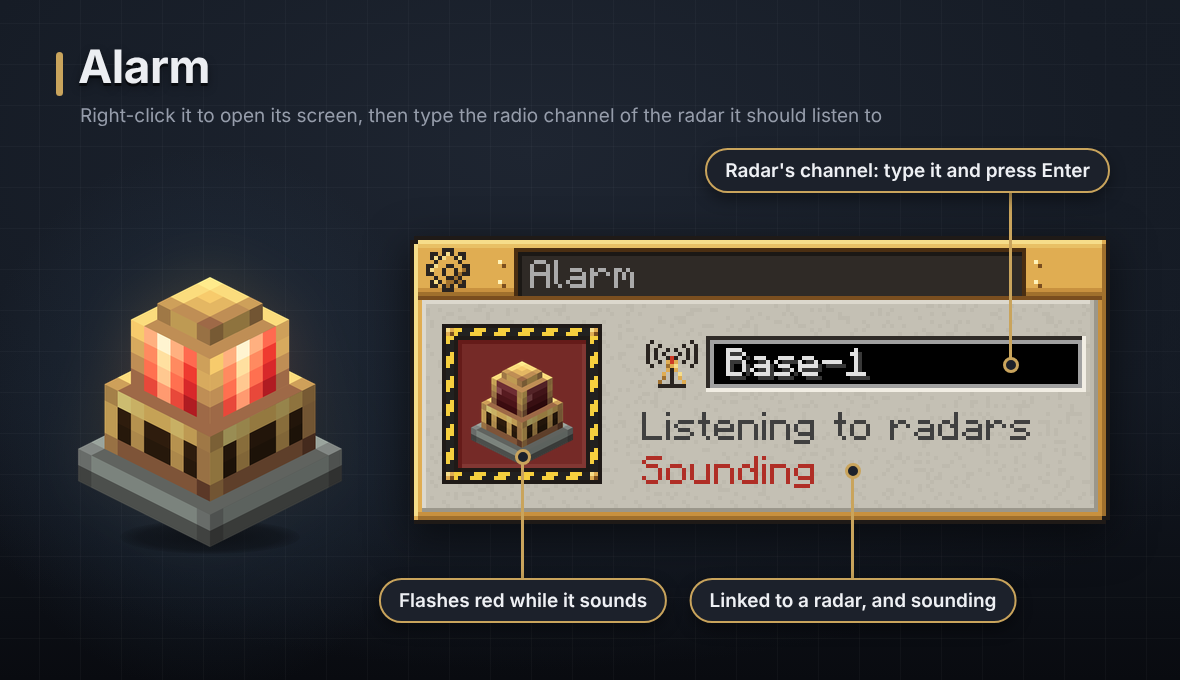 Alarm
Right-click it to open its screen, then type the radio channel of the radar it should listen to
Radar's channel: type it and press Enter
Alarm
Base-1
Listening to radars
Sounding
Flashes red while it sounds
Linked to a radar, and sounding